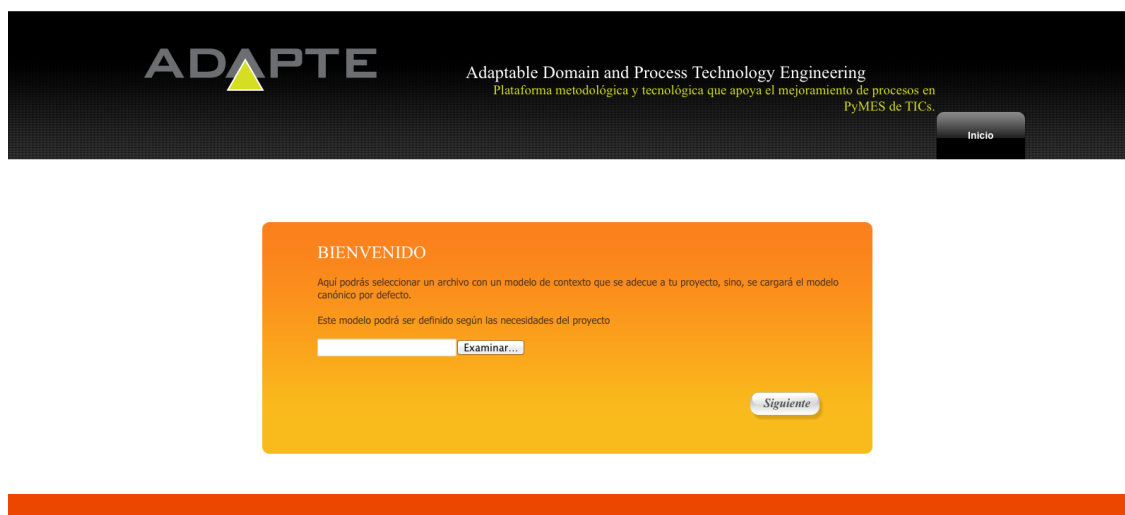 ADAPTE
Adaptable Domain and Process Technology Engineering
Plataforma metodológica y tecnológica que apoya el mejoramiento de procesos en
PyMES de TICs.
Inicio
BIENVENIDO
Aquí podrás seleccionar un archivo con un modelo de contexto que se adecue a tu proyecto, sino, se cargará el modelo
canónico por defecto.
Este modelo podrá ser definido según las necesidades del proyecto
Examinar...
Siguiente